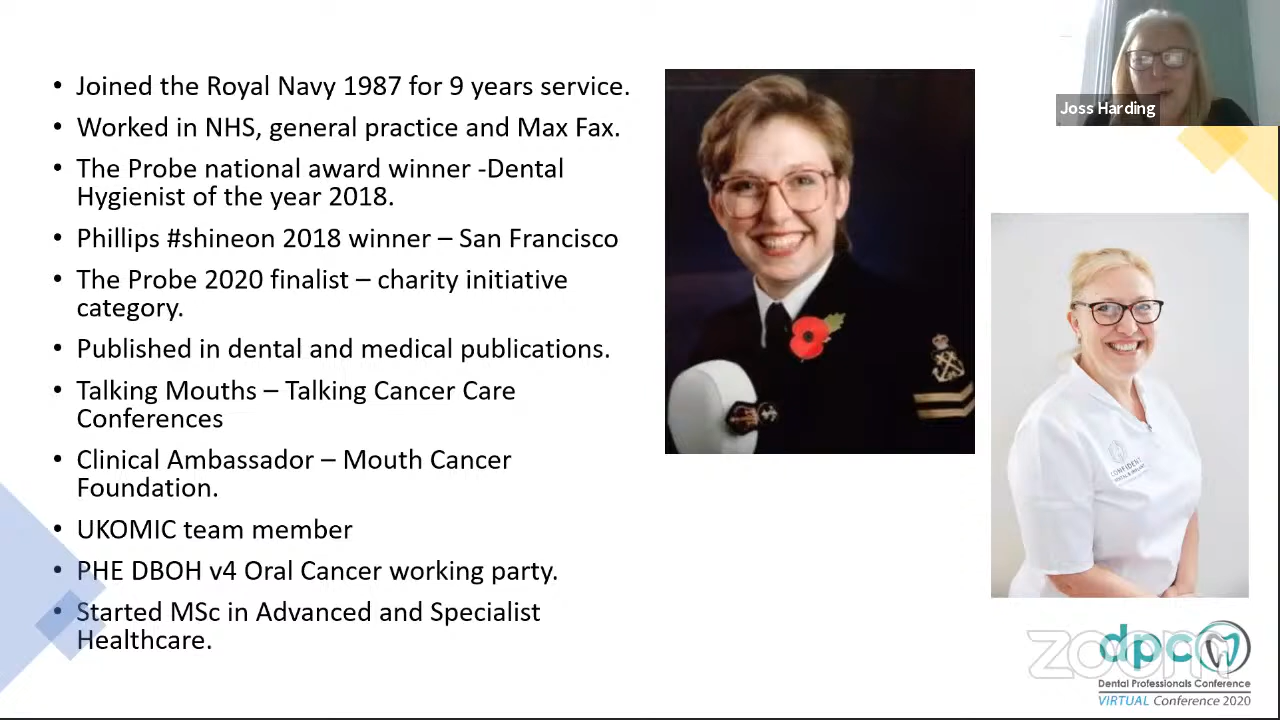 Joss Harding
• Joined the Royal Navy 1987 for 9 years service.
• Worked in NHS, general practice and Max Fax.
• The Probe national award winner -Dental
Hygienist of the year 2018.
• Phillips #shineon 2018 winner – San Francisco
• The Probe 2020 finalist – charity initiative
category.
• Published in dental and medical publications.
• Talking Mouths – Talking Cancer Care
Conferences
• Clinical Ambassador – Mouth Cancer
Foundation.
• UKOMIC team member
• PHE DBOH v4 Oral Cancer working party.
• Started MSc in Advanced and Specialist
Healthcare.
CONFIDENT
zoom
dpc
Dental Professionals Conference
VIRTUAL Conference 2020